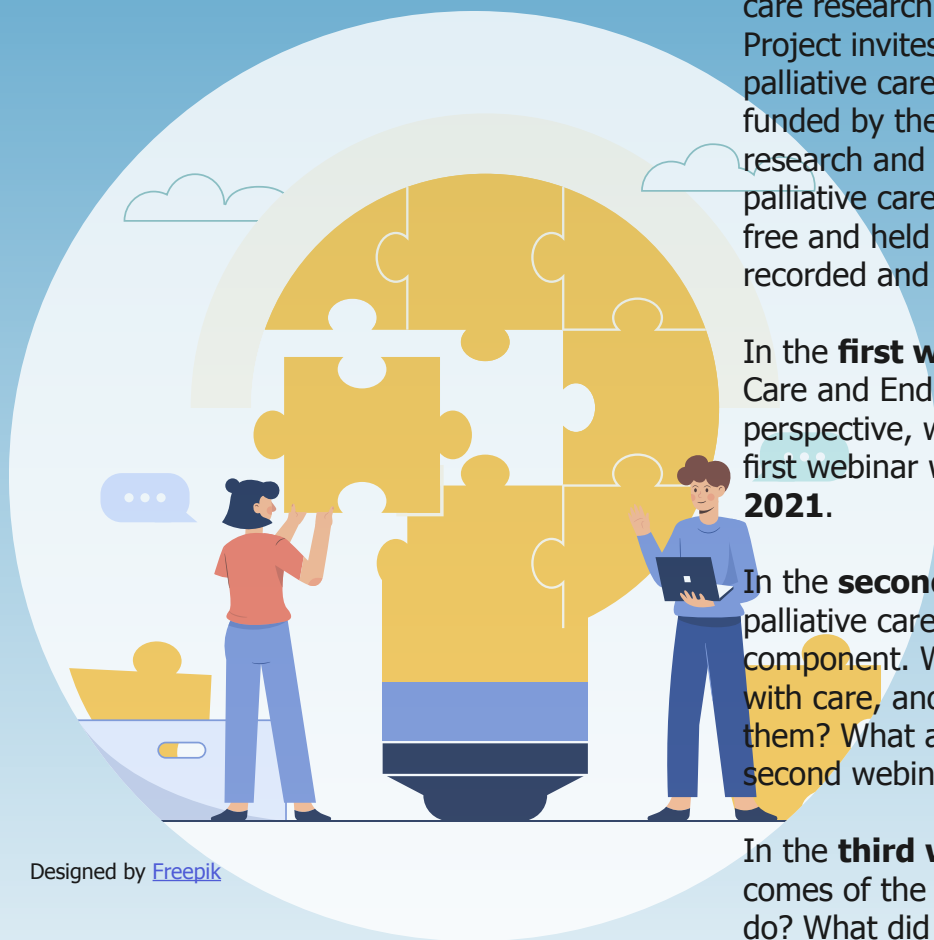 care research
Project invites
palliative care
funded by the
research and
palliative care
free and held
recorded and
In the first w
Care and End
perspective, w
first webinar w
2021.
In the secon
palliative care
component. W
with care, and
them? What a
second webin
In the third w
comes of the
do? What did
Designed by Freepik